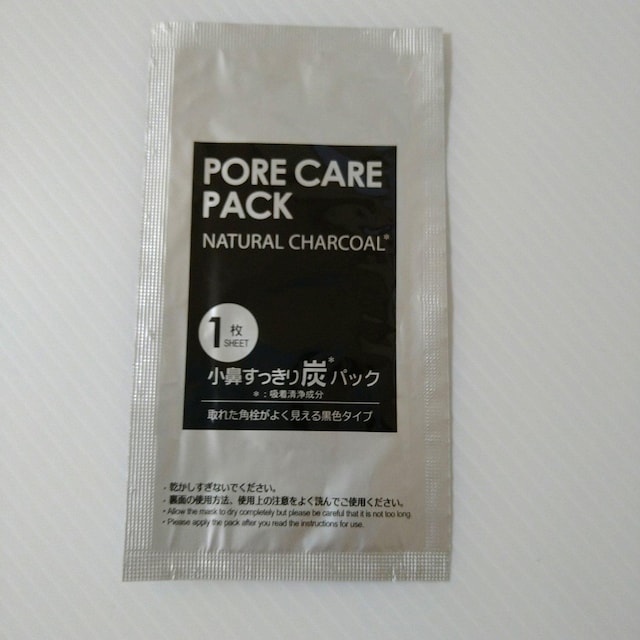 PORE CARE
PACK
NATURAL CHARCOAL*
1枚
SHEET
小鼻すっきり炭*パック
*：吸着清浄成分
取れた角栓がよく見える黒色タイプ
- 乾かしすぎないでください。
- 裏面の使用方法、使用上の注意をよく読んでご使用ください。
- Allow the mask to dry completely but please be careful that it is not too long.
- Please apply the pack after you read the instructions for use.